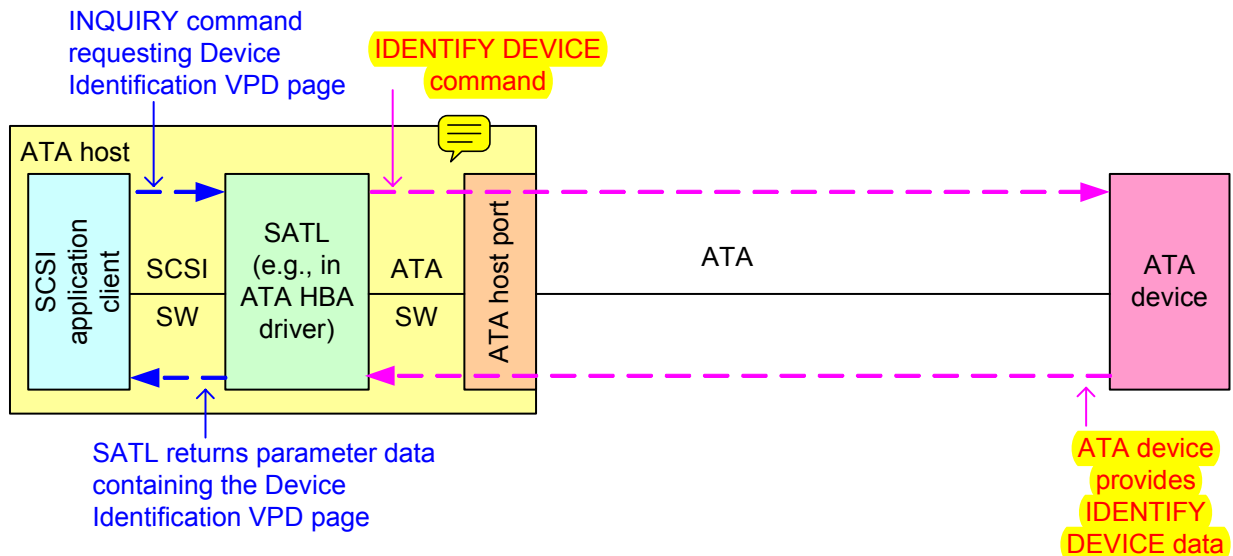 INQUIRY command
requesting Device
Identification VPD page
IDENTIFY DEVICE
command
ATA host
SCSI
application
client
SCSI
SW
SATL
(e.g., in
ATA HBA
driver)
ATA
SW
ATA host port
ATA
ATA
device
SATL returns parameter data
containing the Device
Identification VPD page
ATA device
provides
IDENTIFY
DEVICE data